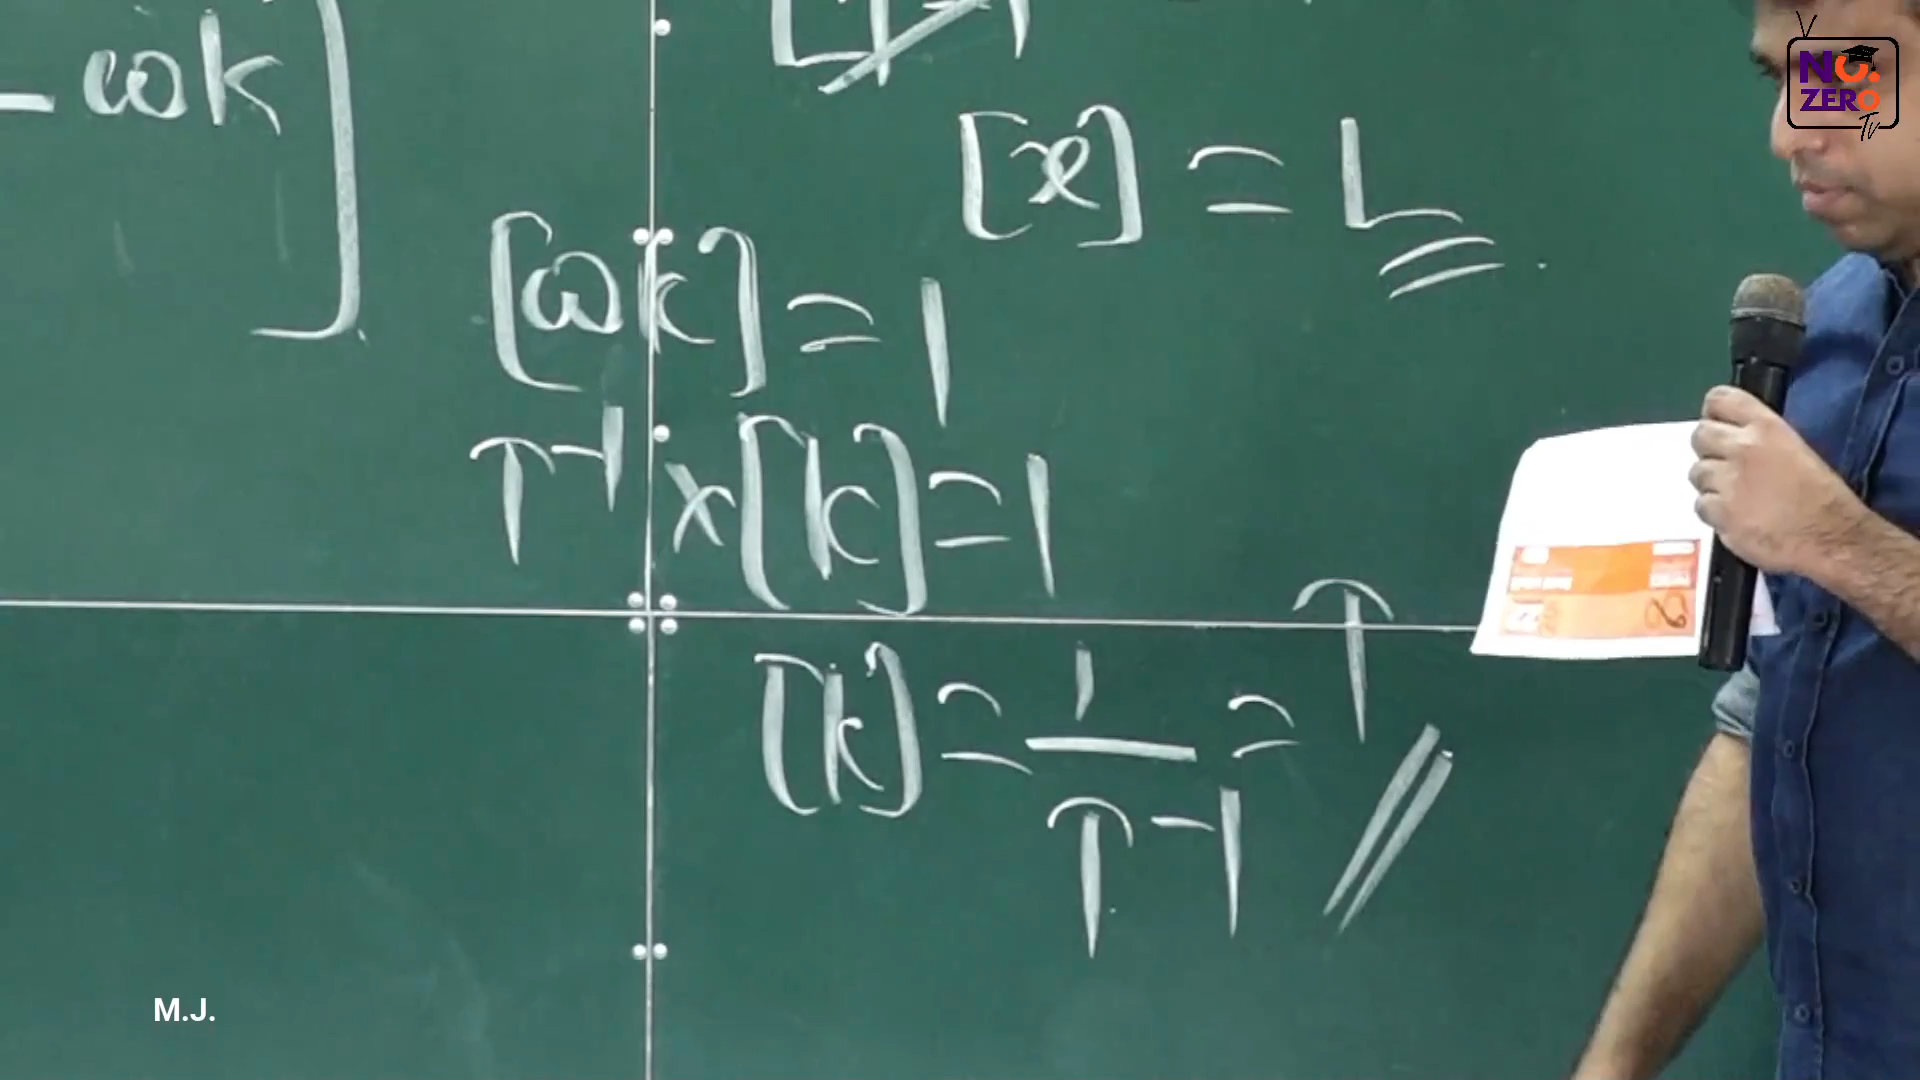 - ωk]
[x] = L
[ωk] = 1
T⁻¹ x [k] = 1
[k] = 1/T⁻¹ = T
NO.
ZERO
Tv
M.J.